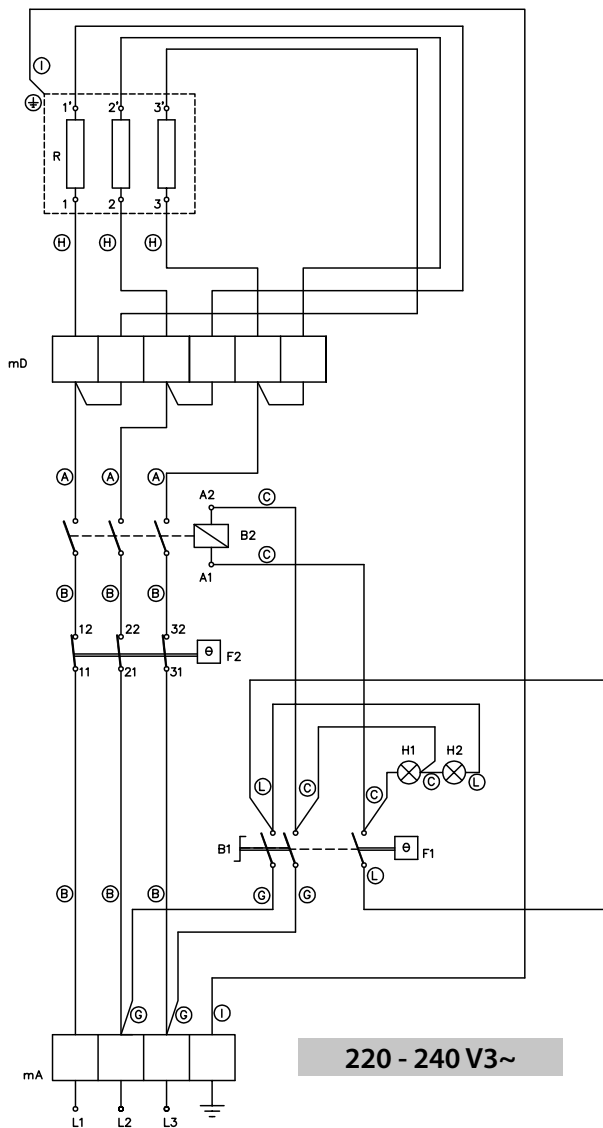 I
1' 2' 3'
R
1 2 3
H H H
mD
A A A
A2 C
B2
C
A1
B B B
12 22 32
θ F2
11 21 31
H1 H2
L C C C L
B1 θ F1
L
B B B G G
G G I
220 - 240 V3~
mA
L1 L2 L3